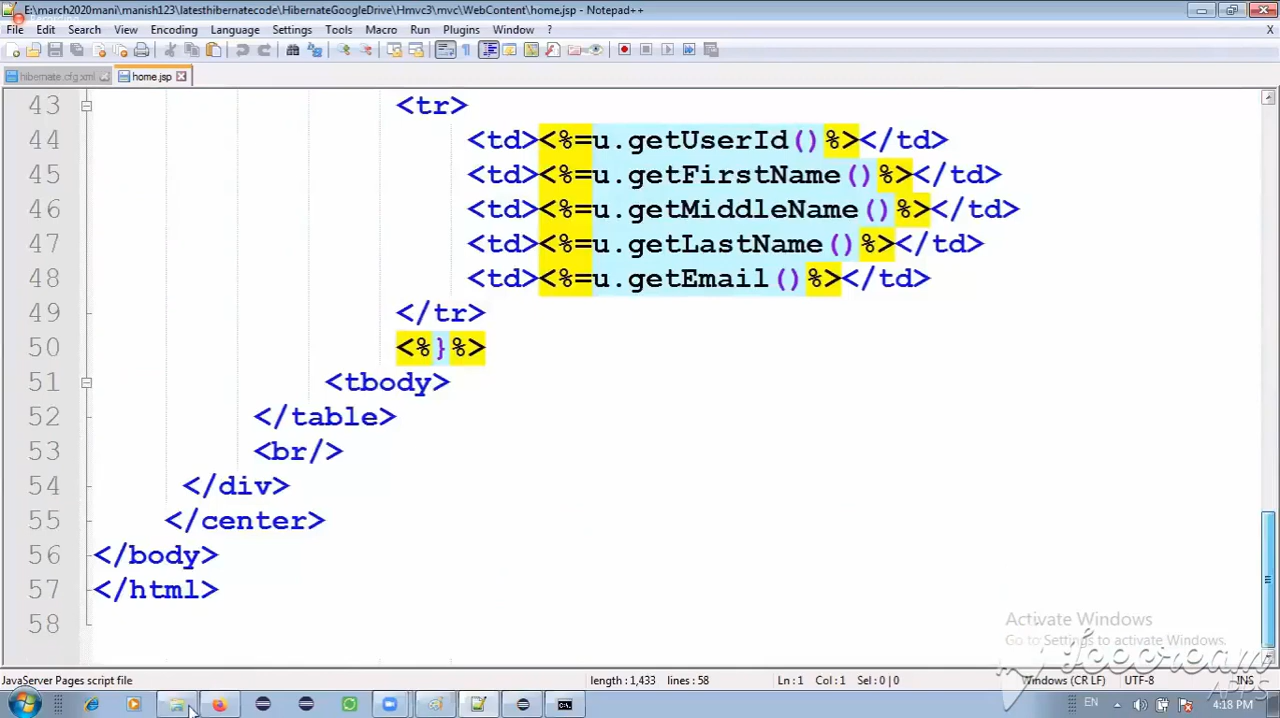 E:\march2020mani\manish123\latesthibernatecode\HibernateGoogleDrive\Hmvc3\mvc\WebContent\home.jsp - Notepad++
Recording
File Edit Search View Encoding Language Settings Tools Macro Run Plugins Window ? X
hibernate.cfg.xml home.jsp
43 <tr>
44 <td><%=u.getUserId()%></td>
45 <td><%=u.getFirstName()%></td>
46 <td><%=u.getMiddleName()%></td>
47 <td><%=u.getLastName()%></td>
48 <td><%=u.getEmail()%></td>
49 </tr>
50 <%}%>
51 <tbody>
52 </table>
53 <br/>
54 </div>
55 </center>
56 </body>
57 </html>
58
Activate Windows
Go to Settings to activate Windows.
Icecream
APPS
JavaServer Pages script file length : 1,433 lines : 58 Ln : 1 Col : 1 Sel : 0 | 0 Windows (CR LF) UTF-8 INS
EN 4:18 PM